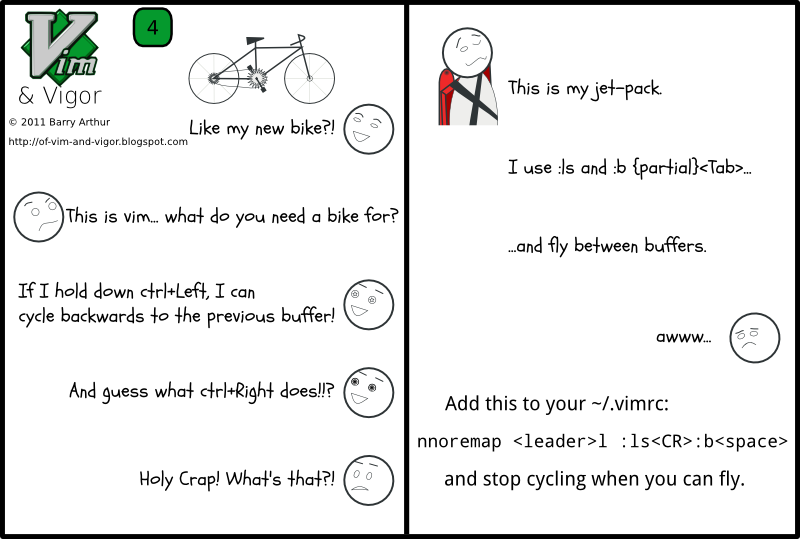 Vim
& Vigor
4
© 2011 Barry Arthur
http://of-vim-and-vigor.blogspot.com
Like my new bike?!
This is vim... what do you need a bike for?
If I hold down ctrl+Left, I can
cycle backwards to the previous buffer!
And guess what ctrl+Right does!!?
Holy Crap! What's that?!
This is my jet-pack.
I use :ls and :b {partial}<Tab>...
...and fly between buffers.
awww...
Add this to your ~/.vimrc:
nnoremap <leader>l :ls<CR>:b<space>
and stop cycling when you can fly.